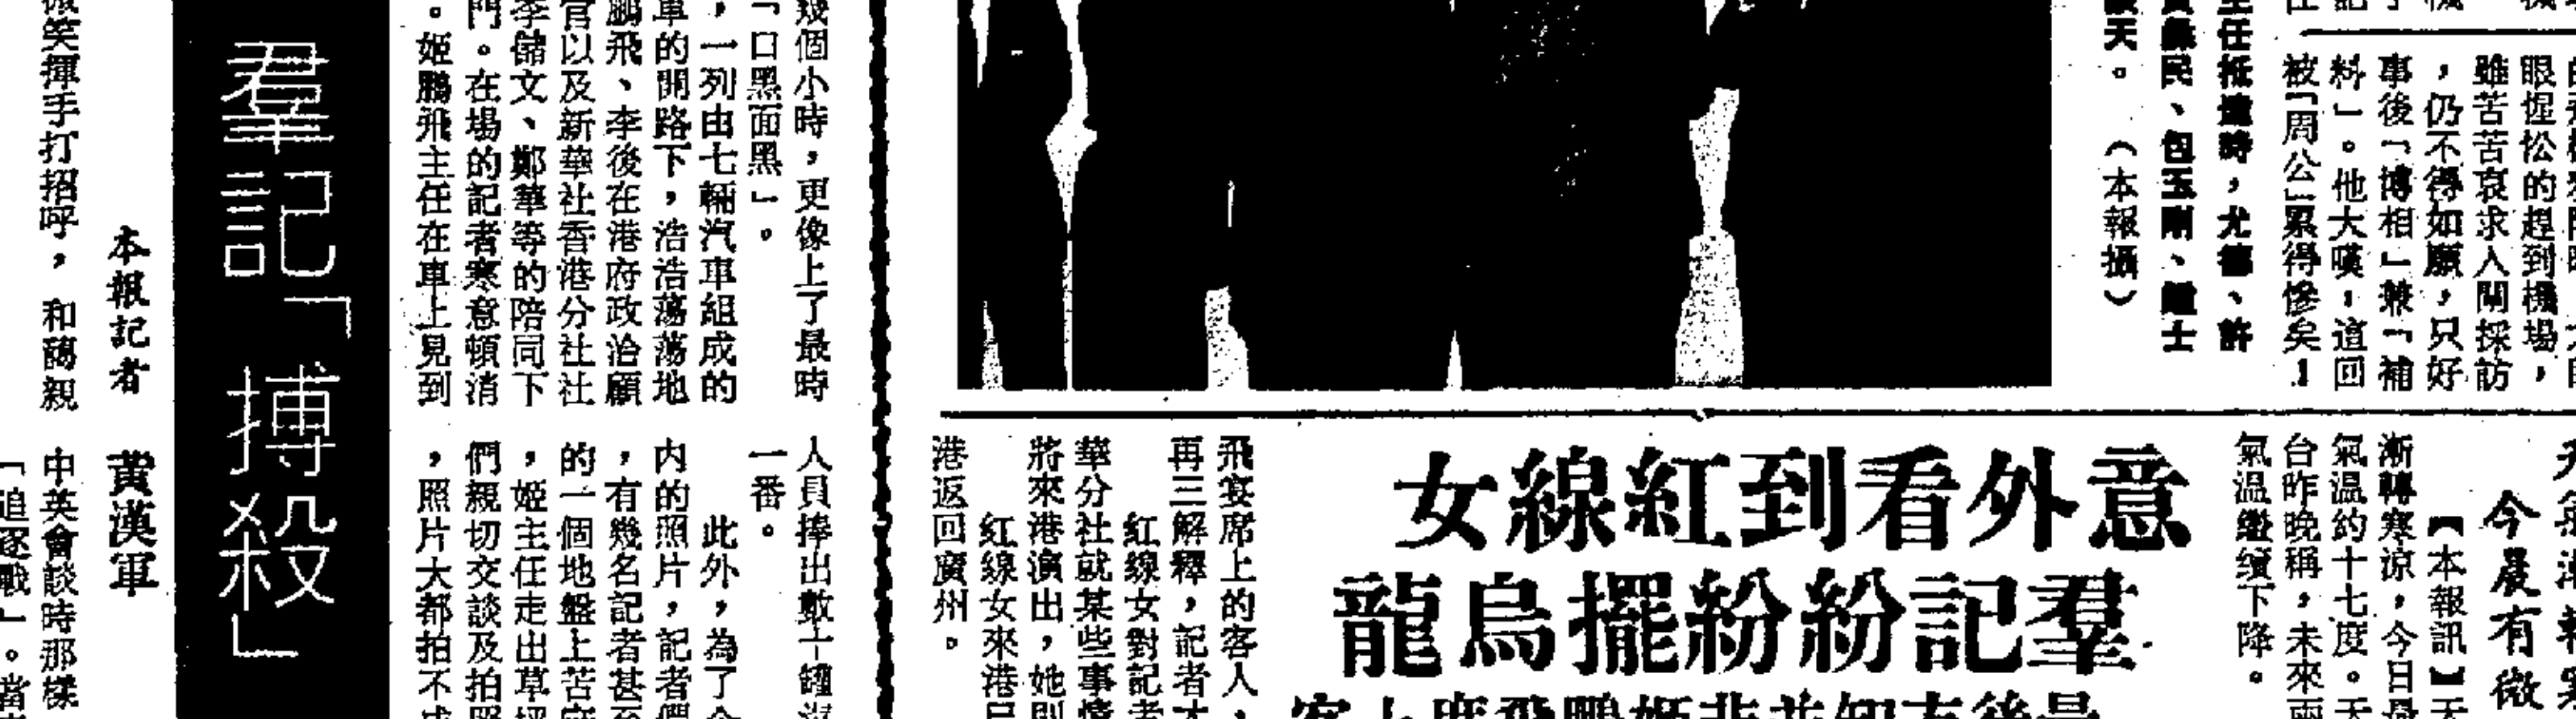 被「周公」累得慘矣！
料」。他大嘆，這回
事後「博相」兼「補
，仍不得如願，只好
雖苦苦哀求入閘採訪
眼惺忪的趕到機場，
主任抵達時，尤德、許
民、包玉剛、鍾士
天。（本報攝）
今晨有微
【本報訊】天
漸轉寒涼，今日最
氣溫約十七度。天
台昨晚稱，未來兩
氣溫繼續下降。
意外看到紅線女
羣記紛紛擺烏龍
飛宴席上的客人，
再三解釋，記者才
紅線女對記者
華分社就某些事情
將來港演出，她則
紅線女來港已
港返回廣州。
幾個小時，更像上了最時
「口黑面黑」。
，一列由七輛汽車組成的
車的開路下，浩浩蕩蕩地
鵬飛、李後在港府政治顧
官以及新華社香港分社社
李儲文、鄭華等的陪同下
門。在場的記者寒意頓消
。姬鵬飛主任在車上見到
人員捧出數十罐
一番。
此外，為了
內的照片，記者們
，有幾名記者甚至
的一個地盤上苦
，姬主任走出草坪
們親切交談及拍照
，照片大都拍不成
羣記「搏殺」
本報記者 黃漢軍
微笑揮手打招呼，和藹親
中英會談時那樣
「追逐戰」。當